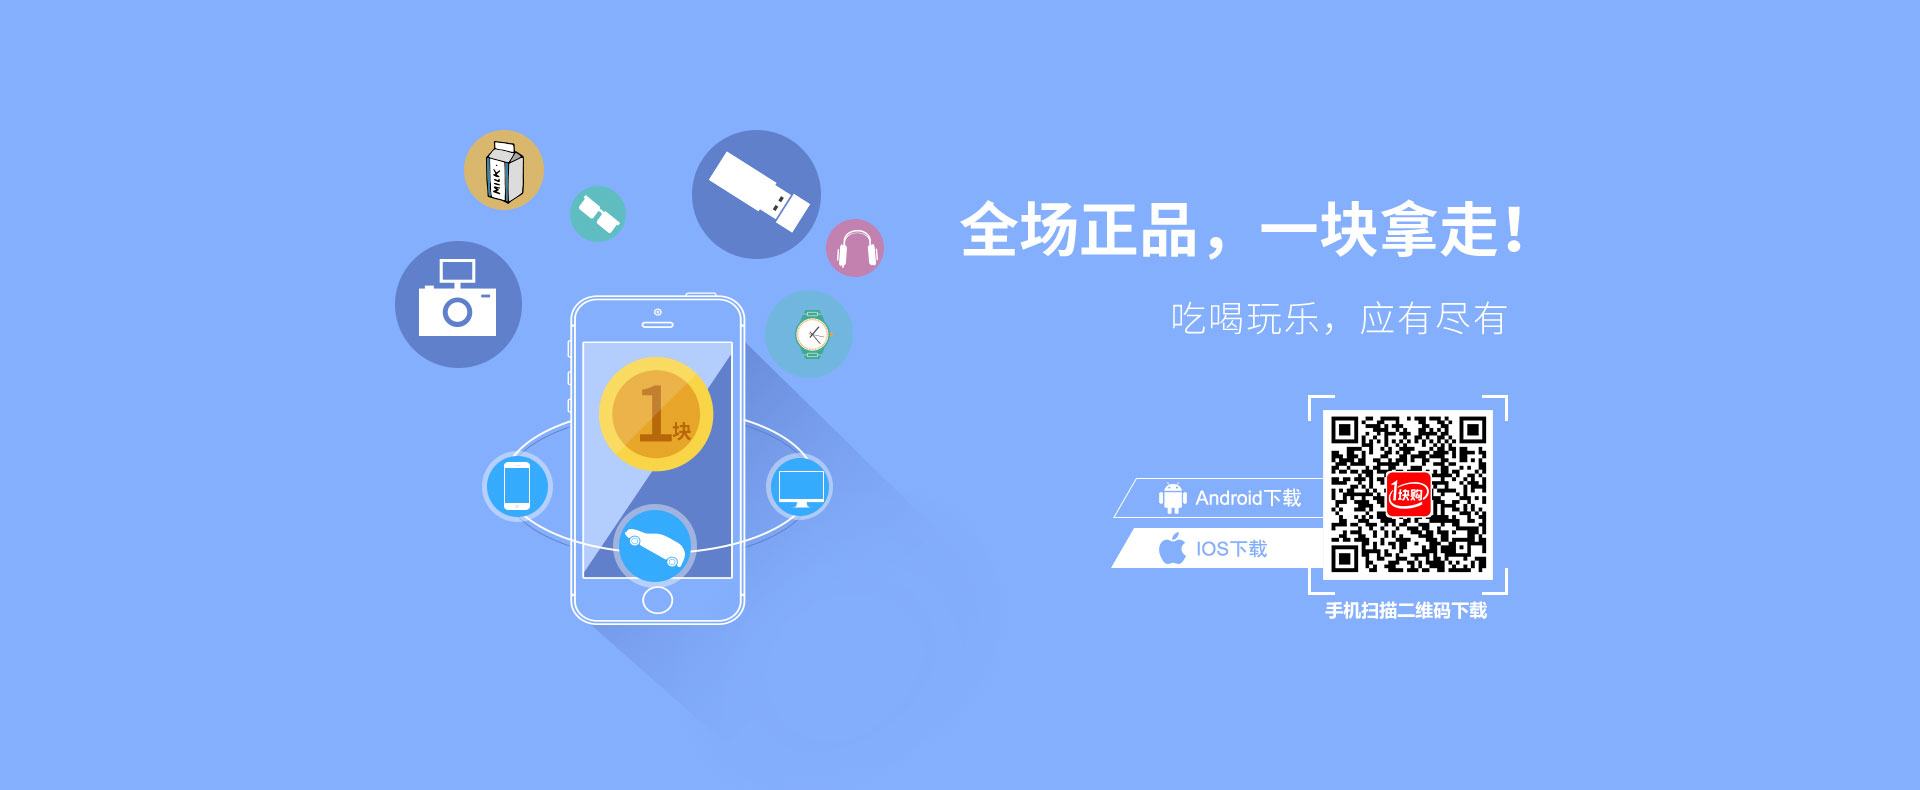 MILK
全场正品，一块拿走！
吃喝玩乐，应有尽有
1块
Android下载
IOS下载
1块购
手机扫描二维码下载